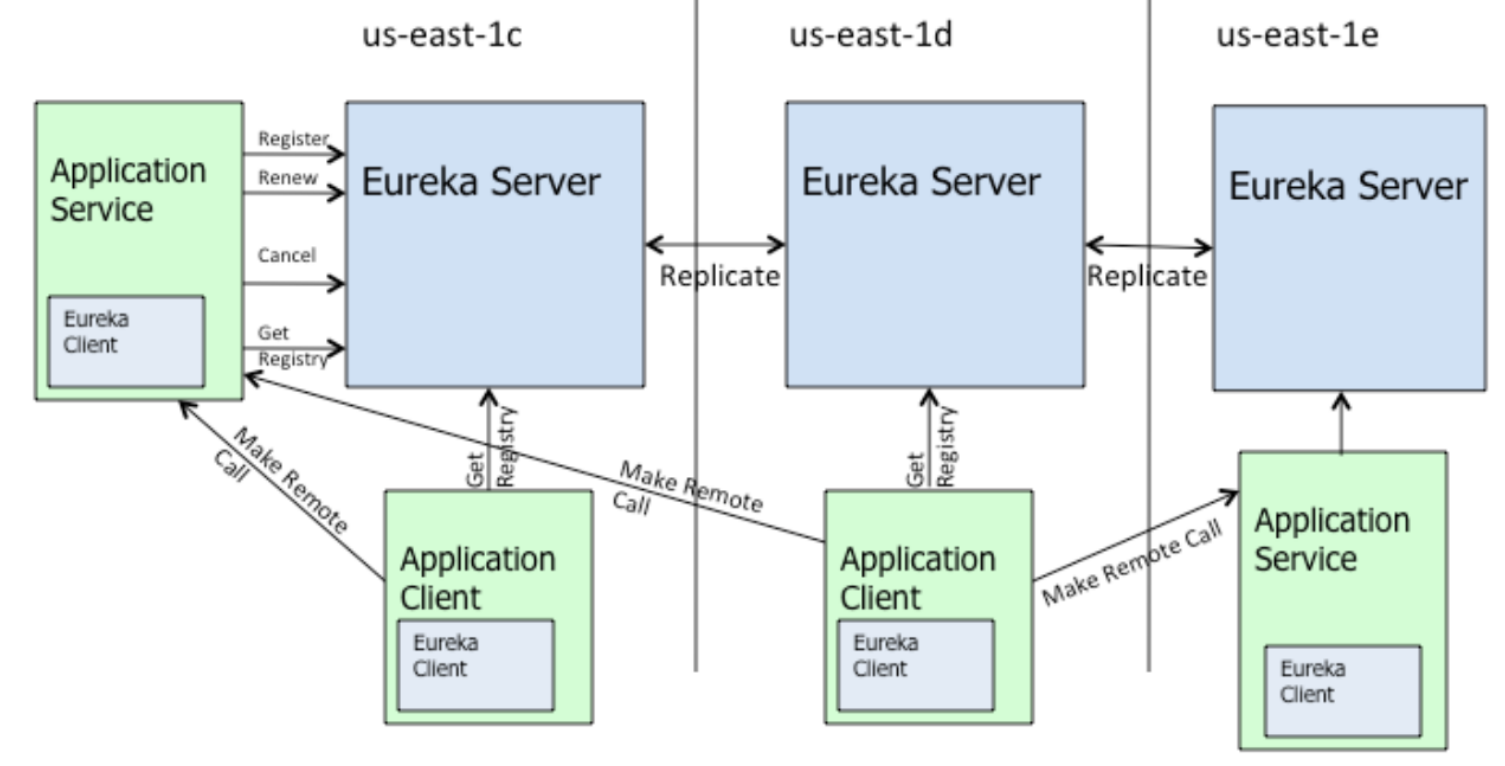 us-east-1c
us-east-1d
us-east-1e
Application
Service
Eureka
Client
Register
Renew
Cancel
Get
Registry
Eureka Server
Replicate
Eureka Server
Replicate
Eureka Server
Make Remote
Call
Get
Registry
Make Remote
Call
Get
Registry
Make Remote Call
Application
Client
Eureka
Client
Application
Client
Eureka
Client
Application
Service
Eureka
Client